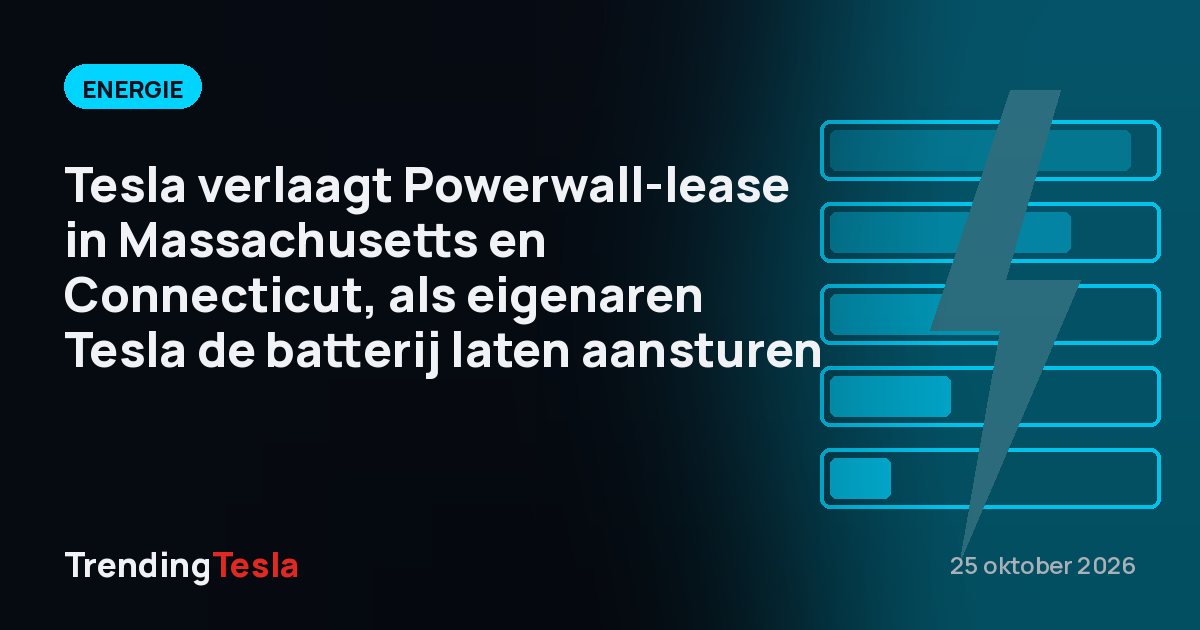 ENERGIE
Tesla verlaagt Powerwall-lease
in Massachusetts en
Connecticut, als eigenaren
Tesla de batterij laten aansturen
TrendingTesla
25 oktober 2026